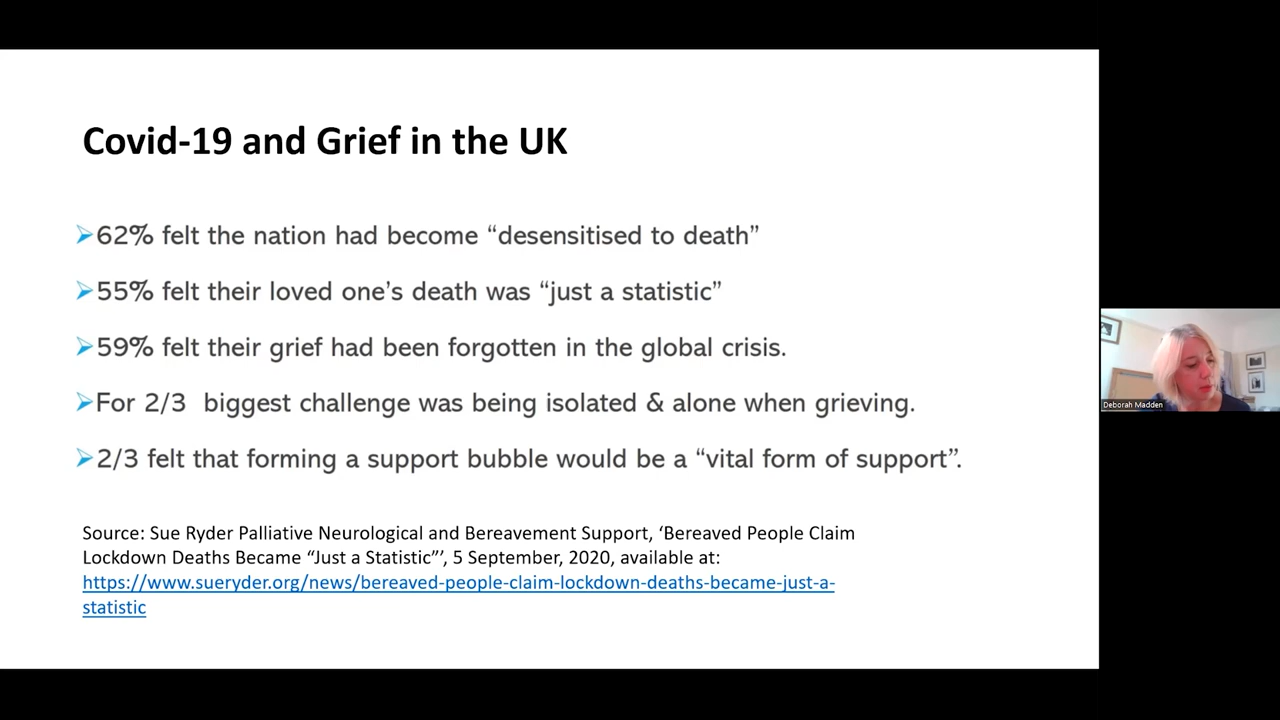 Covid-19 and Grief in the UK
62% felt the nation had become “desensitised to death”
55% felt their loved one’s death was “just a statistic”
59% felt their grief had been forgotten in the global crisis.
For 2/3  biggest challenge was being isolated & alone when grieving.
2/3 felt that forming a support bubble would be a “vital form of support”.
Source: Sue Ryder Palliative Neurological and Bereavement Support, ‘Bereaved People Claim
Lockdown Deaths Became “Just a Statistic”’, 5 September, 2020, available at:
https://www.sueryder.org/news/bereaved-people-claim-lockdown-deaths-became-just-a-
statistic
Deborah Madden